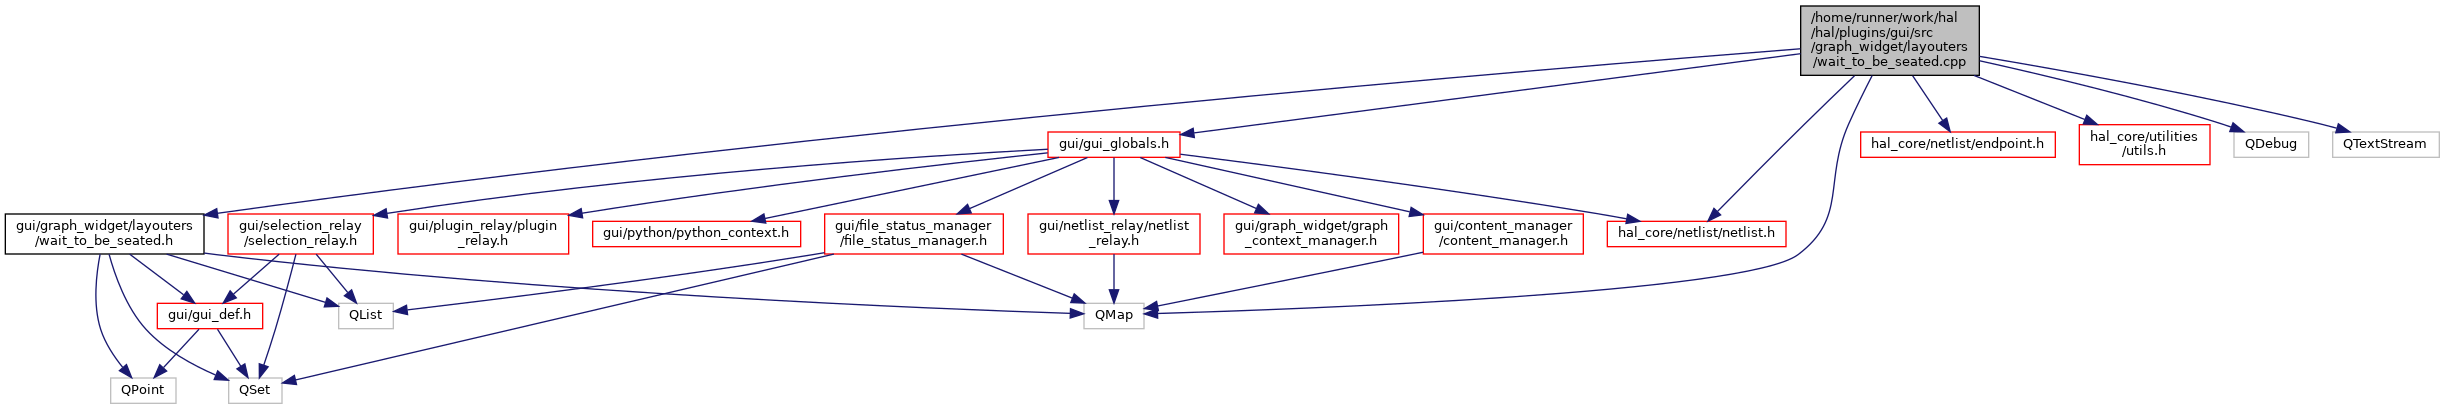 /home/runner/work/hal
/hal/plugins/gui/src
/graph_widget/layouters
/wait_to_be_seated.cpp
gui/gui_globals.h
hal_core/netlist/endpoint.h
hal_core/utilities
/utils.h
QDebug
QTextStream
gui/graph_widget/layouters
/wait_to_be_seated.h
gui/selection_relay
/selection_relay.h
gui/plugin_relay/plugin
_relay.h
gui/python/python_context.h
gui/file_status_manager
/file_status_manager.h
gui/netlist_relay/netlist
_relay.h
gui/graph_widget/graph
_context_manager.h
gui/content_manager
/content_manager.h
hal_core/netlist/netlist.h
gui/gui_def.h
QList
QMap
QPoint
QSet